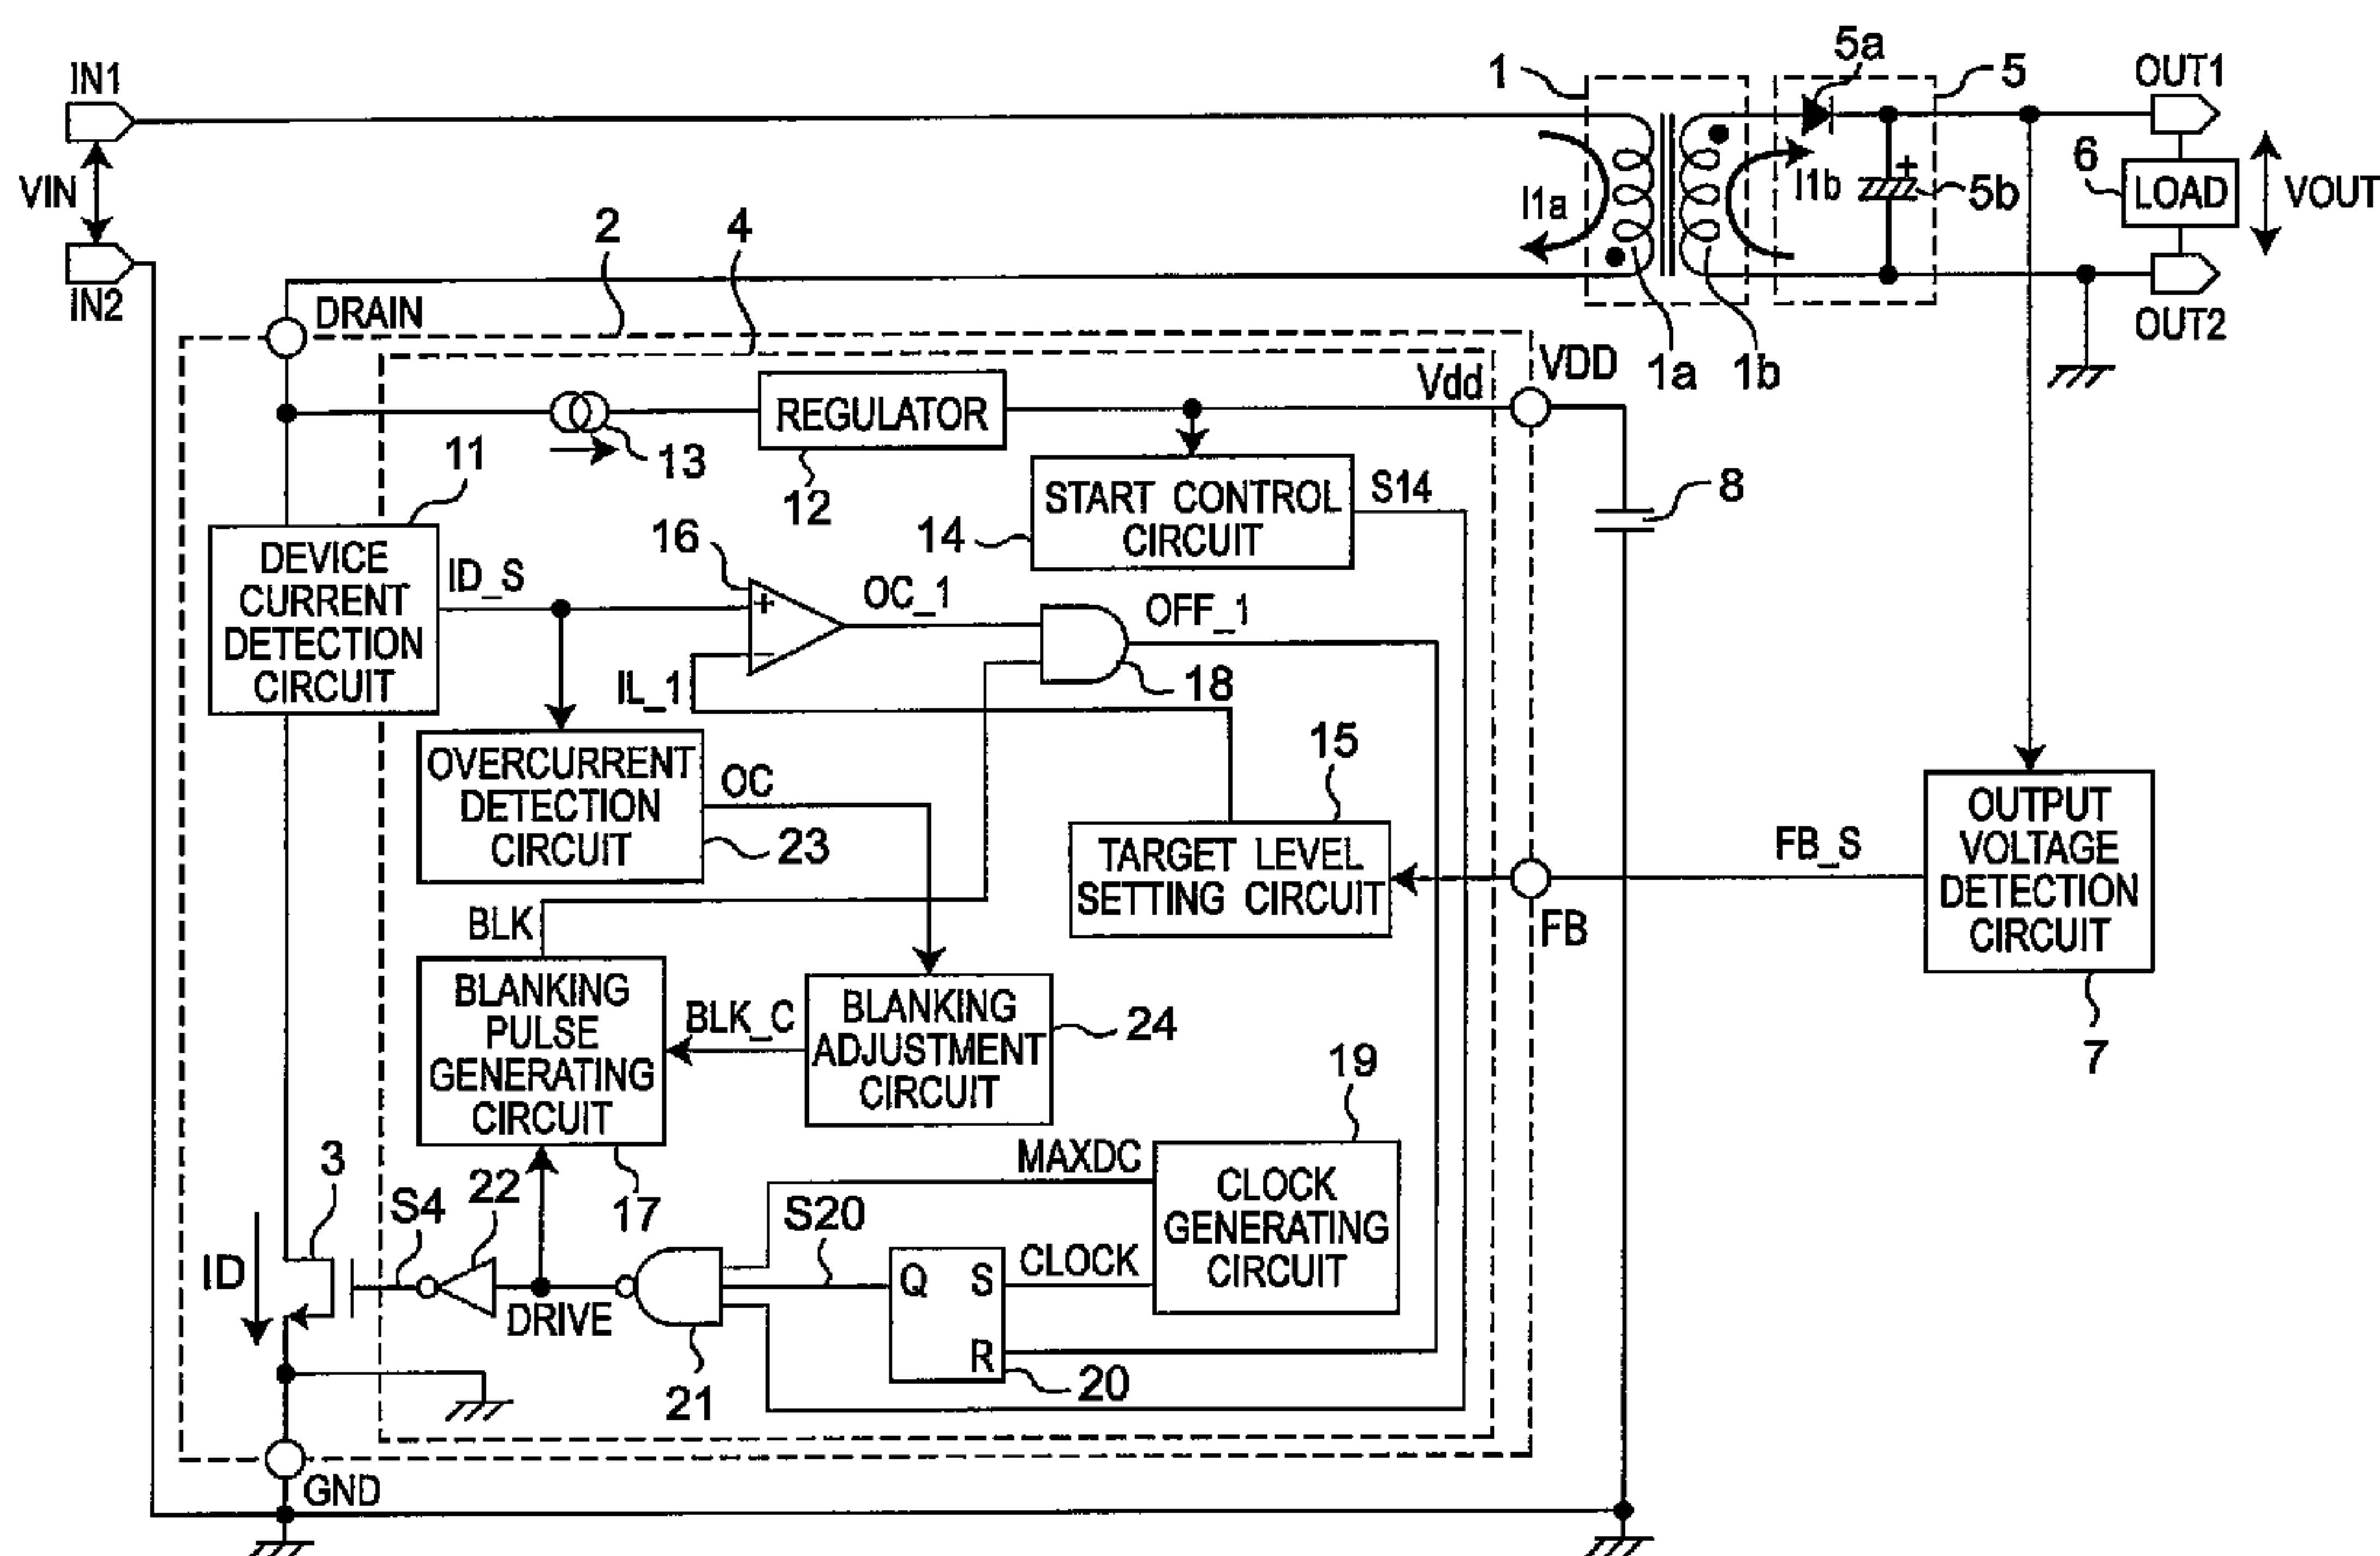 IN1
VIN
IN2
1
5a
5
OUT1
I1a
I1b
+
5b
6
LOAD
VOUT
OUT2
1a
1b
2
4
DRAIN
Vdd
VDD
REGULATOR
13
12
11
START CONTROL
CIRCUIT
S14
14
8
DEVICE
CURRENT
DETECTION
CIRCUIT
ID_S
16
+
−
OC_1
OFF_1
18
IL_1
OVERCURRENT
DETECTION
CIRCUIT
OC
23
15
TARGET LEVEL
SETTING CIRCUIT
FB_S
FB
OUTPUT
VOLTAGE
DETECTION
CIRCUIT
7
BLK
BLANKING
PULSE
GENERATING
CIRCUIT
BLK_C
BLANKING
ADJUSTMENT
CIRCUIT
24
19
17
MAXDC
CLOCK
GENERATING
CIRCUIT
3
S4
22
S20
CLOCK
ID
DRIVE
Q
S
R
21
20
GND